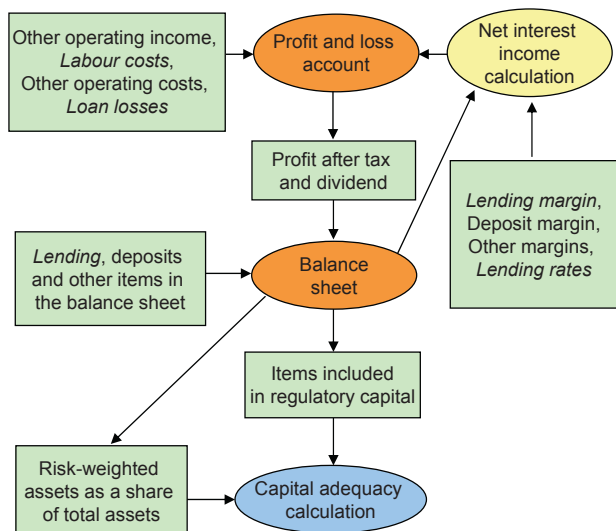 Other operating income,
Labour costs,
Other operating costs,
Loan losses
Profit and loss
account
Net interest
income
calculation
Profit after tax
and dividend
Lending margin,
Deposit margin,
Other margins,
Lending rates
Lending, deposits
and other items in
the balance sheet
Balance
sheet
Items included
in regulatory capital
Risk-weighted
assets as a share
of total assets
Capital adequacy
calculation